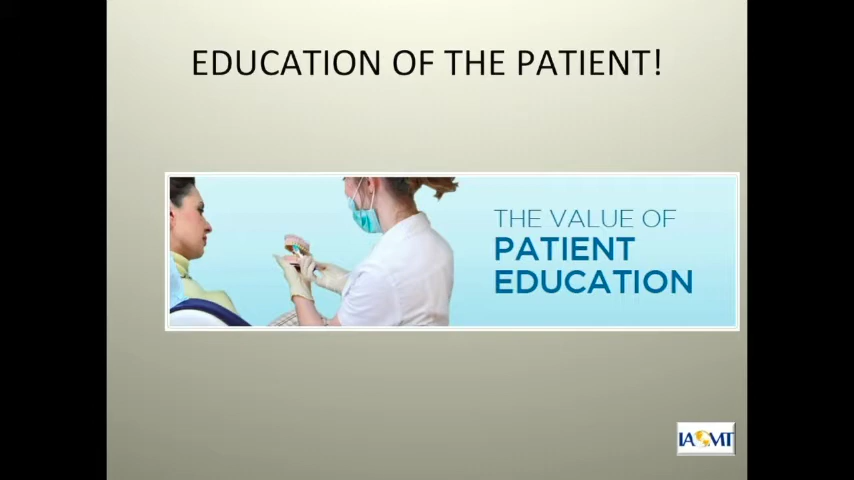 EDUCATION OF THE PATIENT!
THE VALUE OF
PATIENT
EDUCATION
IAOMT